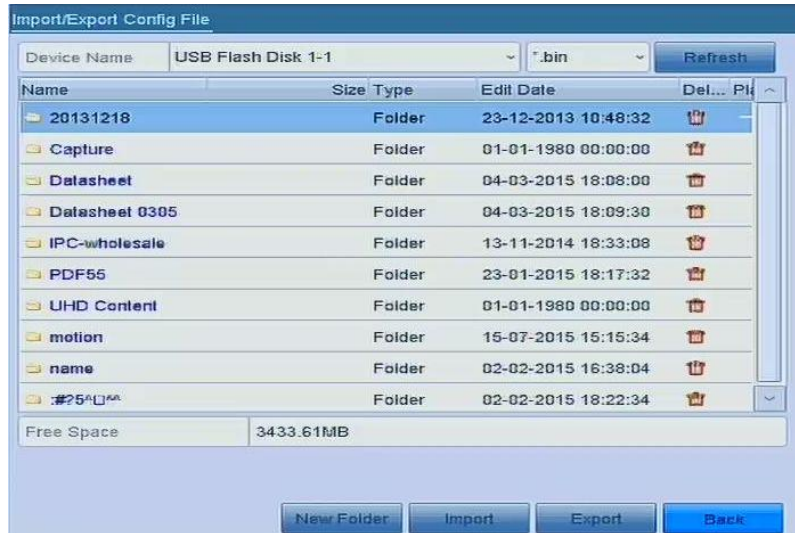 Import/Export Config File
Device Name USB Flash Disk 1-1 *.bin Refresh
Name Size Type Edit Date Del... Pla
20131218 Folder 23-12-2013 10:48:32
Capture Folder 01-01-1980 00:00:00
Datasheet Folder 04-03-2015 18:08:00
Datasheet 0305 Folder 04-03-2015 18:09:30
IPC-wholesale Folder 13-11-2014 18:33:08
PDF55 Folder 23-01-2015 18:17:32
UHD Content Folder 01-01-1980 00:00:00
motion Folder 15-07-2015 15:15:34
name Folder 02-02-2015 16:38:04
:#?5^□^^ Folder 02-02-2015 18:22:34
Free Space 3433.61MB
New Folder Import Export Back